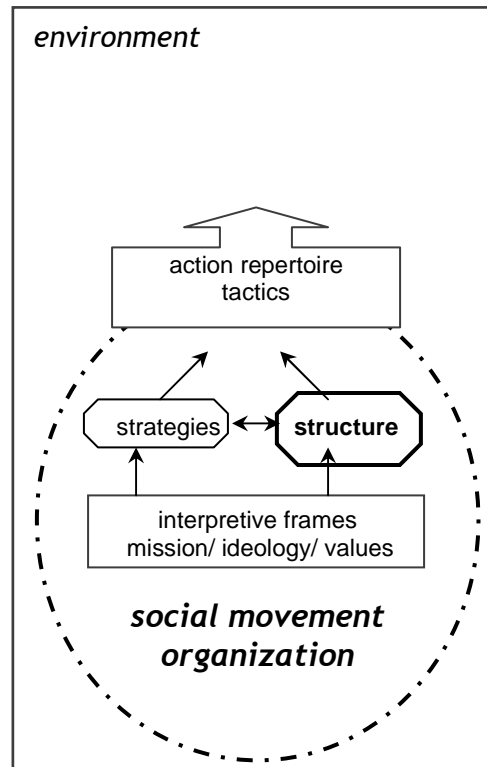 environment
action repertoire
tactics
strategies
structure
interpretive frames
mission/ ideology/ values
social movement
organization